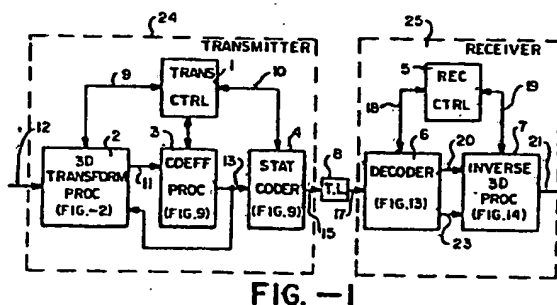 24
TRANSMITTER
25
RECEIVER
9
TRANS
CTRL
1
10
5
REC
CTRL
18
19
12
2
3D
TRANSFORM
PROC
(FIG.-2)
11
3
COEFF
PROC
(FIG.9)
13
4
STAT
CODER
(FIG.9)
15
8
T.L.
17
6
DECODER
(FIG.13)
20
23
7
INVERSE
3D PROC
(FIG.14)
21
FIG. -1